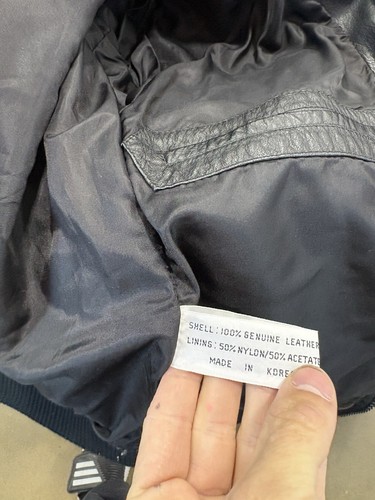 SHELL: 100% GENUINE LEATHER
LINING: 50% NYLON/50% ACETATE
MADE IN KOREA